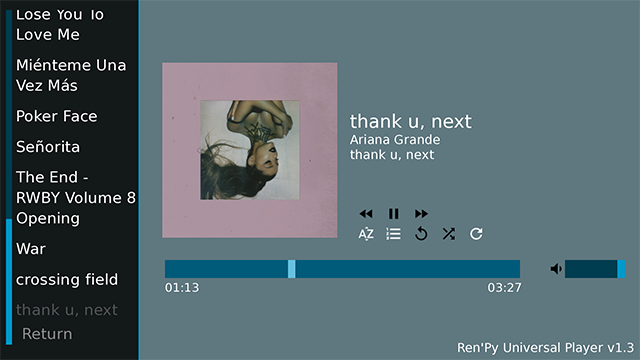 Lose You To
Love Me
Miénteme Una
Vez Más
Poker Face
Señorita
The End -
RWBY Volume 8
Opening
War
crossing field
thank u, next
Return
thank u, next
Ariana Grande
thank u, next
AZ
01:13
03:27
Ren'Py Universal Player v1.3